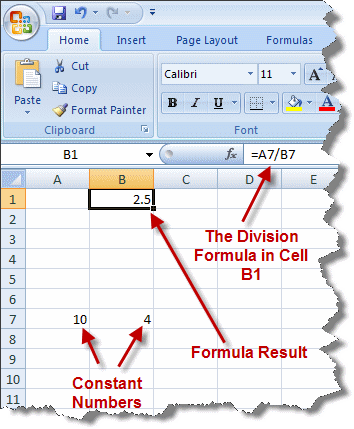 Home Insert Page Layout Formulas
Cut
Copy
Format Painter
Paste
Clipboard
Calibri 11 A
B I U A
Font
B1 fx =A7/B7
A B C D E
1 2.5
2
3
The Division
Formula in Cell
B1
4
5
6
7 10 4
8
Formula Result
9
10
Constant
Numbers
11